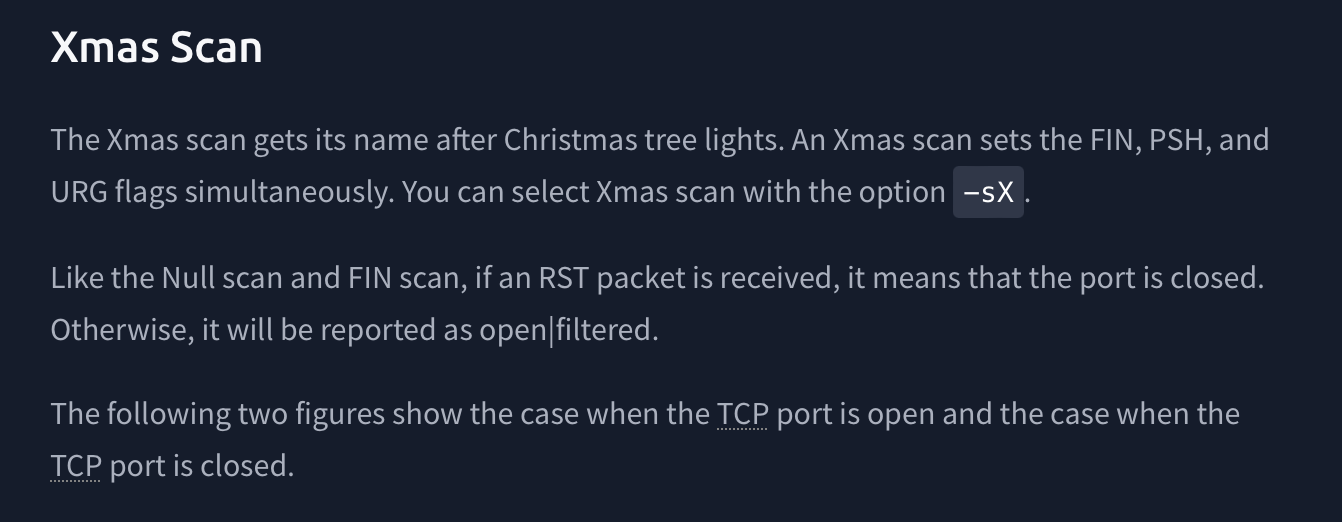 Xmas Scan
The Xmas scan gets its name after Christmas tree lights. An Xmas scan sets the FIN, PSH, and
URG flags simultaneously. You can select Xmas scan with the option -sX.
Like the Null scan and FIN scan, if an RST packet is received, it means that the port is closed.
Otherwise, it will be reported as open|filtered.
The following two figures show the case when the TCP port is open and the case when the
TCP port is closed.